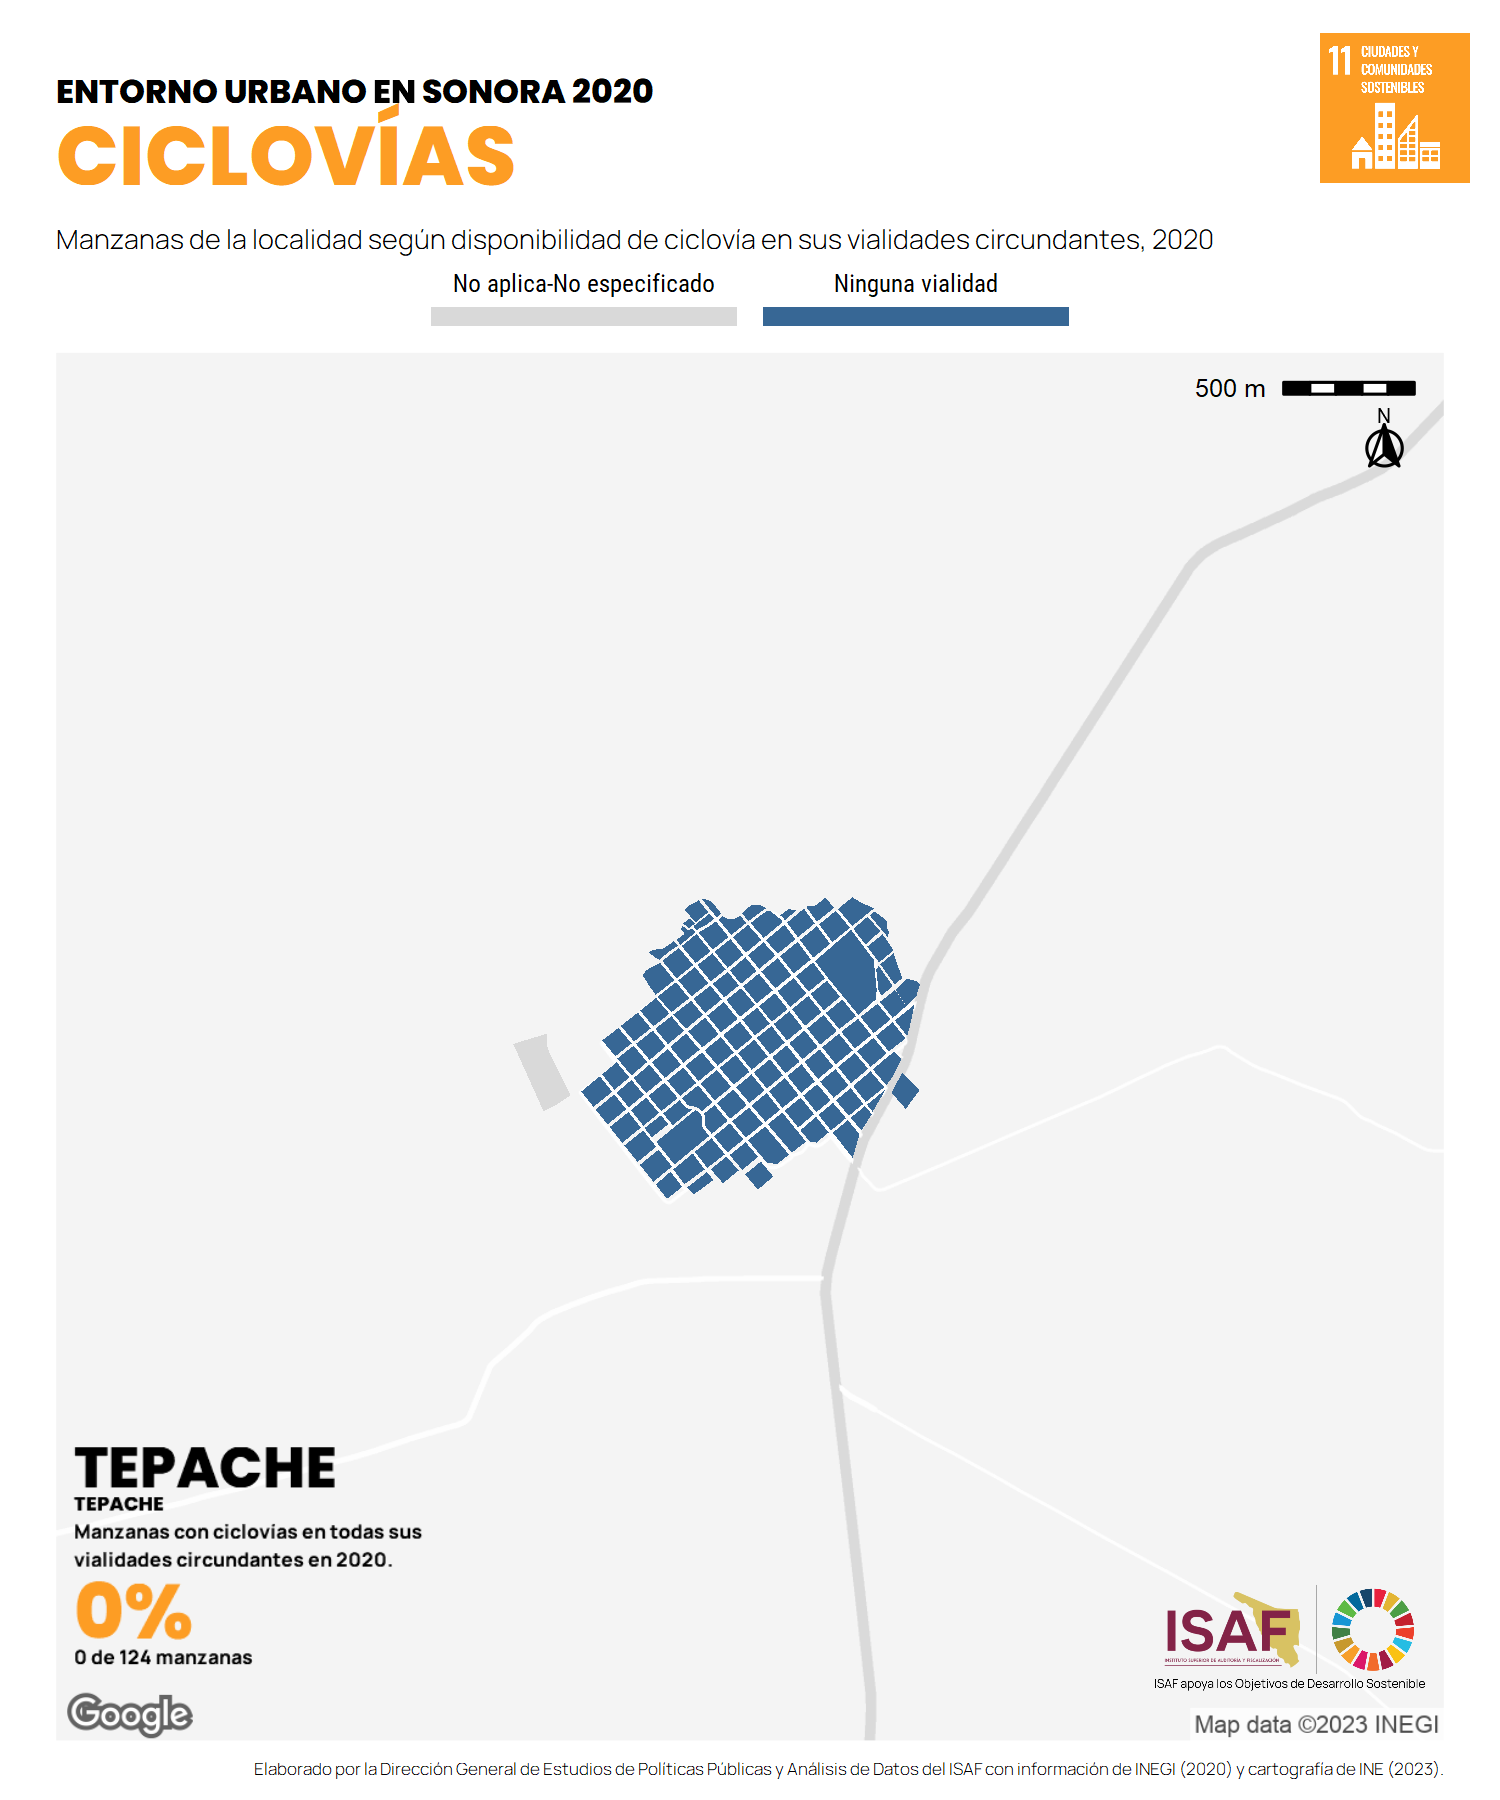 ENTORNO URBANO EN SONORA 2020
CICLOVÍAS
11 CIUDADES Y
COMUNIDADES
SOSTENIBLES
Manzanas de la localidad según disponibilidad de ciclovía en sus vialidades circundantes, 2020
No aplica-No especificado
Ninguna vialidad
500 m
N
TEPACHE
TEPACHE
Manzanas con ciclovias en todas sus
vialidades circundantes en 2020.
0%
0 de 124 manzanas
Google
ISAF
INSTITUTO SUPERIOR DE AUDITORÍA Y FISCALIZACIÓN
ISAF apoya los Objetivos de Desarrollo Sostenible
Map data ©2023 INEGI
Elaborado por la Dirección General de Estudios de Políticas Públicas y Análisis de Datos del ISAF con información de INEGI (2020) y cartografía de INE (2023).